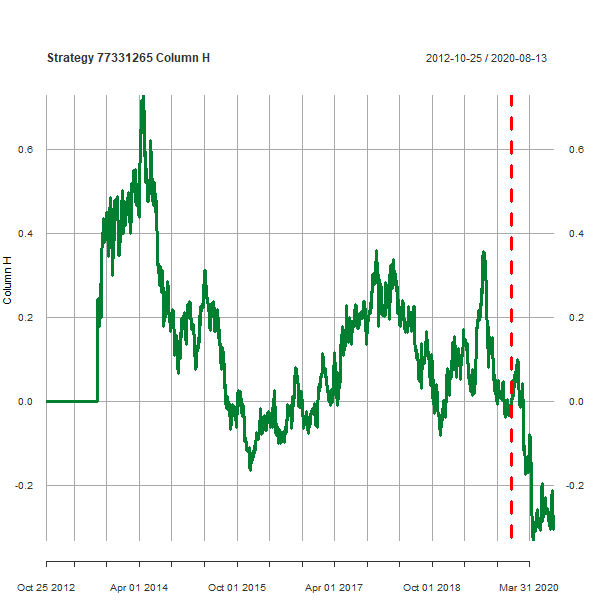 Strategy 77331265 Column H
2012-10-25 / 2020-08-13
0.6 0.6
0.4 0.4
Column H
0.2 0.2
0.0 0.0
-0.2 -0.2
Oct 25 2012 Apr 01 2014 Oct 01 2015 Apr 01 2017 Oct 01 2018 Mar 31 2020